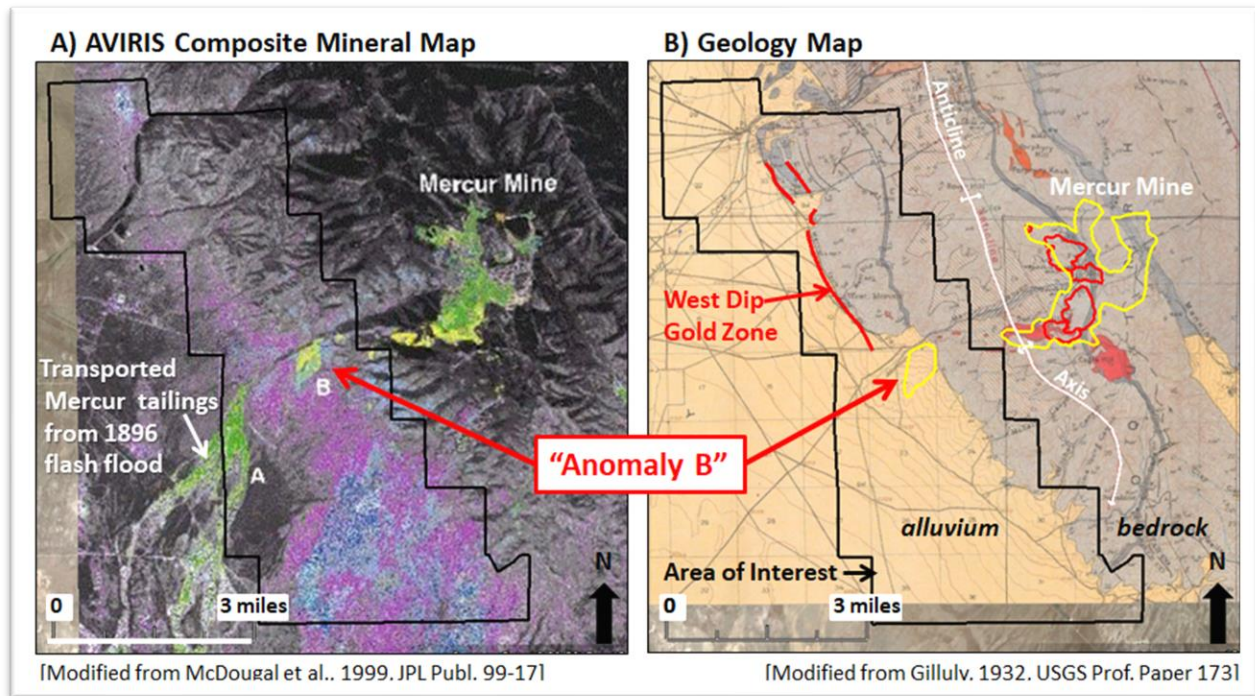 A) AVIRIS Composite Mineral Map
Mercur Mine
Transported
Mercur tailings
from 1896
flash flood
A
B
N
0
3 miles
[Modified from McDougal et al., 1999, JPL Publ. 99-17]
"Anomaly B"
B) Geology Map
Anticline
Mercur Mine
West Dip
Gold Zone
Axis
alluvium
bedrock
Area of Interest
N
0
3 miles
[Modified from Gilluly, 1932, USGS Prof. Paper 173]